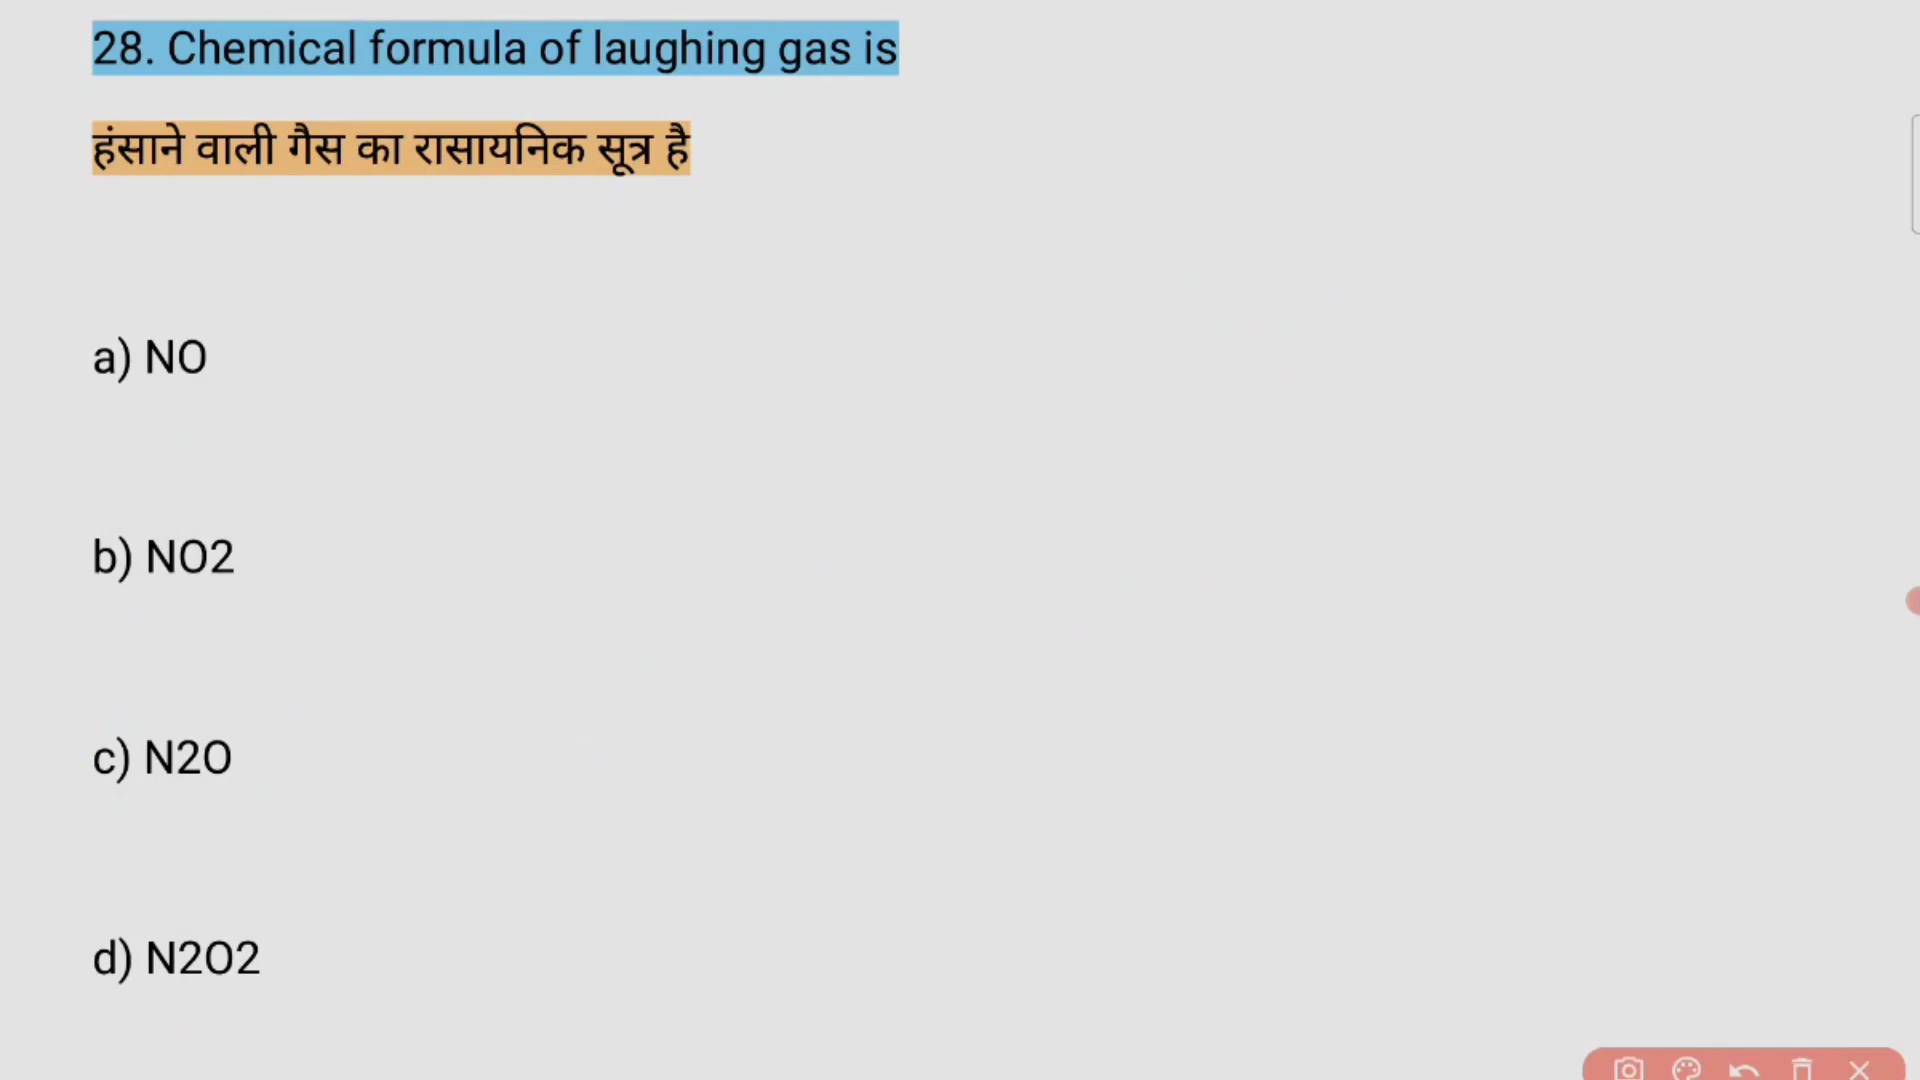 28. Chemical formula of laughing gas is
हंसाने वाली गैस का रासायनिक सूत्र है
a) NO
b) NO2
c) N2O
d) N2O2